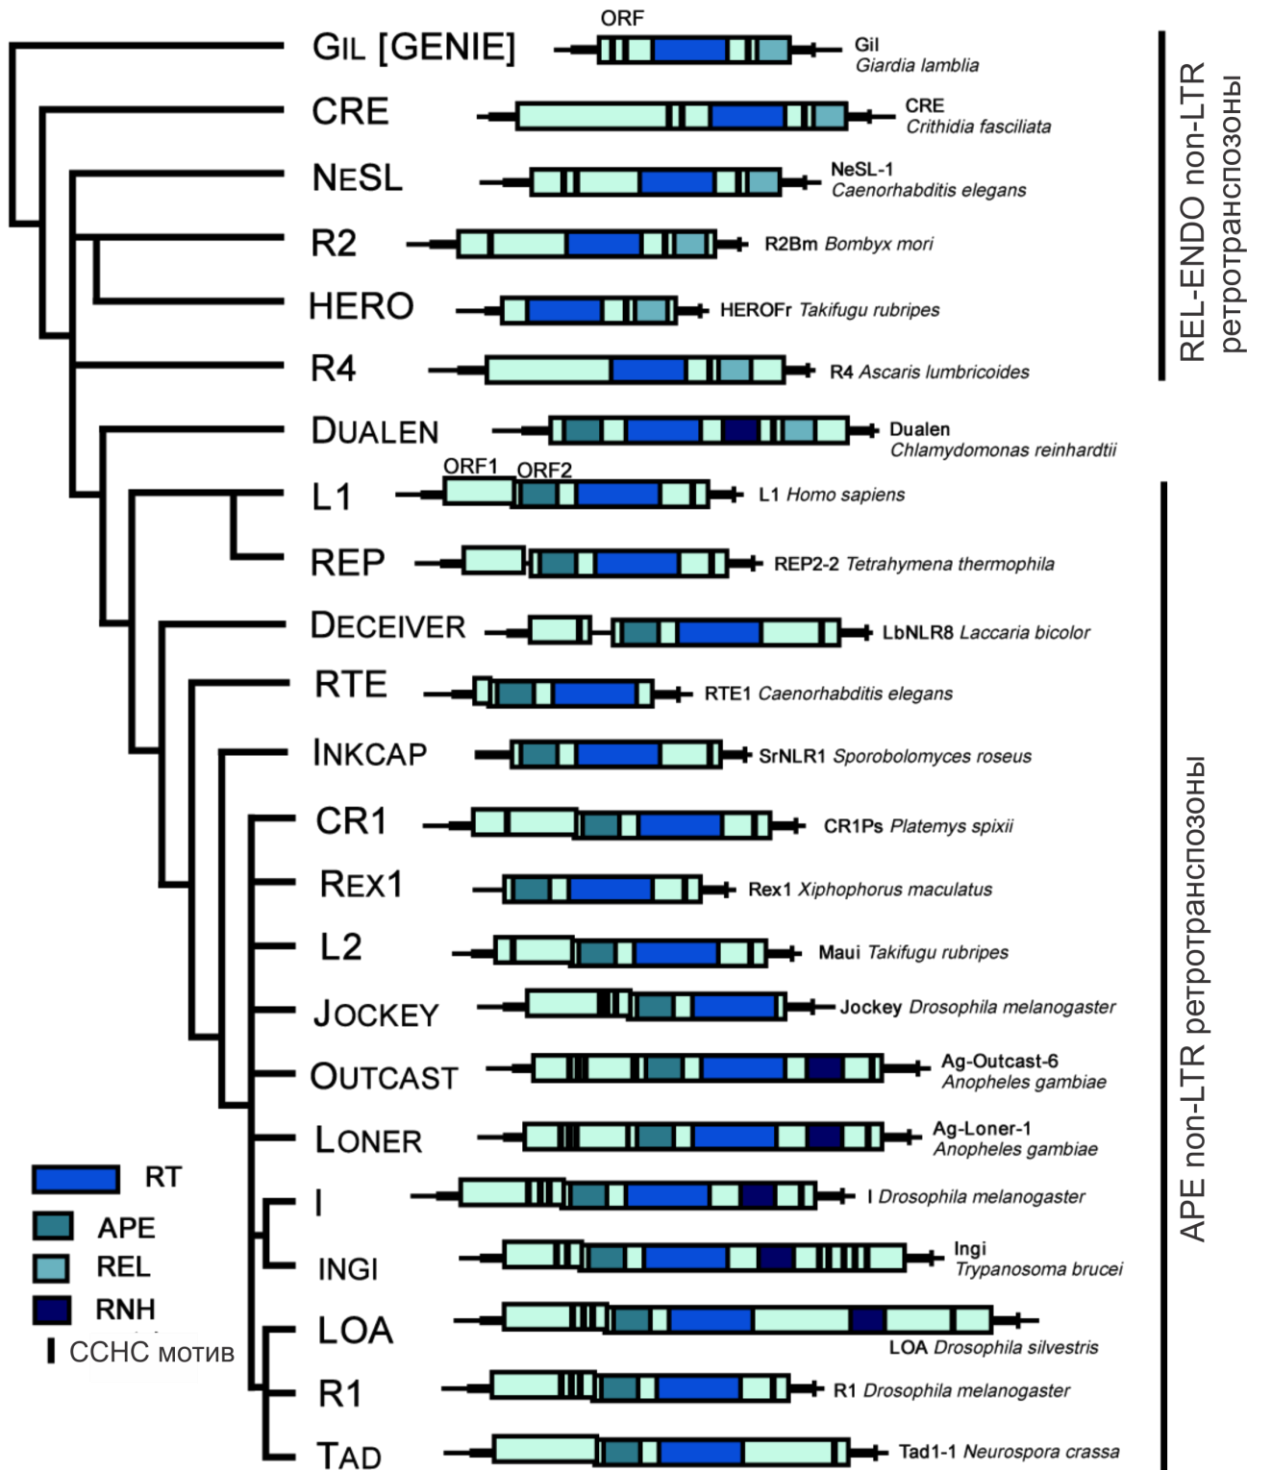 ORF
GIL [GENIE]
Gil
Giardia lamblia
CRE
CRE
Crithidia fasciliata
NESL
NeSL-1
Caenorhabditis elegans
R2
R2Bm Bombyx mori
HERO
HEROFr Takifugu rubripes
R4
R4 Ascaris lumbricoides
REL-ENDO non-LTR
ретротранспозоны
DUALEN
Dualen
Chlamydomonas reinhardtii
ORF1 ORF2
L1
L1 Homo sapiens
REP
REP2-2 Tetrahymena thermophila
DECEIVER
LbNLR8 Laccaria bicolor
RTE
RTE1 Caenorhabditis elegans
INKCAP
SrNLR1 Sporobolomyces roseus
CR1
CR1Ps Platemys spixii
REX1
Rex1 Xiphophorus maculatus
L2
Maui Takifugu rubripes
JOCKEY
Jockey Drosophila melanogaster
OUTCAST
Ag-Outcast-6
Anopheles gambiae
LONER
Ag-Loner-1
Anopheles gambiae
I
I Drosophila melanogaster
INGI
Ingi
Trypanosoma brucei
LOA
LOA Drosophila silvestris
R1
R1 Drosophila melanogaster
TAD
Tad1-1 Neurospora crassa
APE non-LTR ретротранспозоны
RT
APE
REL
RNH
CCHC мотив